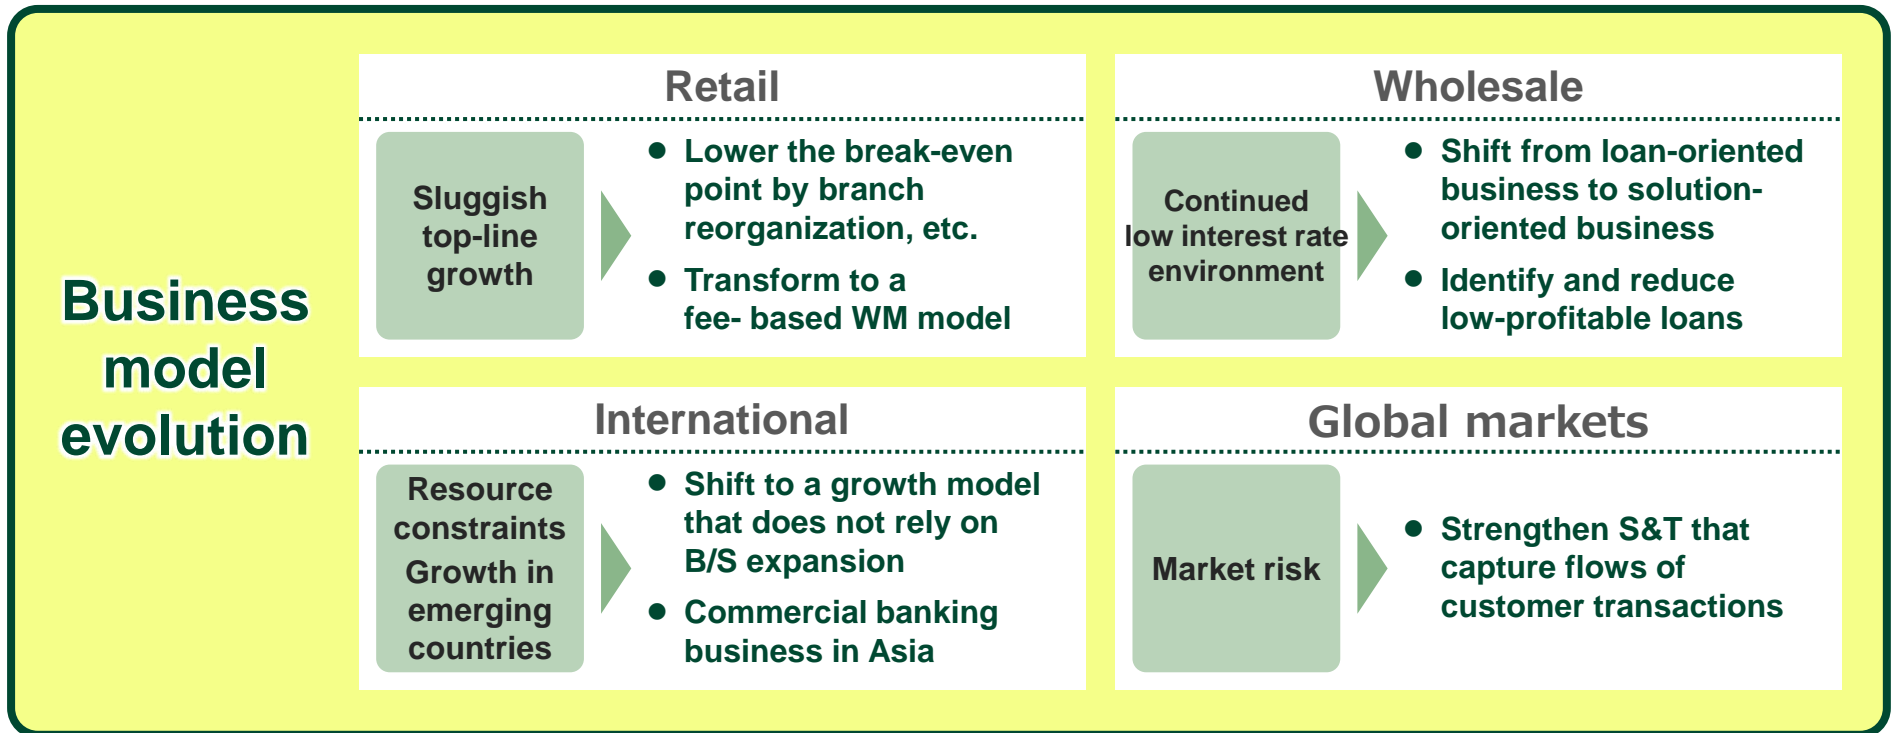 Business
model
evolution
Retail
Sluggish
top-line
growth
● Lower the break-even
point by branch
reorganization, etc.
● Transform to a
fee- based WM model
Wholesale
Continued
low interest rate
environment
● Shift from loan-oriented
business to solution-
oriented business
● Identify and reduce
low-profitable loans
International
Resource
constraints
Growth in
emerging
countries
● Shift to a growth model
that does not rely on
B/S expansion
● Commercial banking
business in Asia
Global markets
Market risk
● Strengthen S&T that
capture flows of
customer transactions